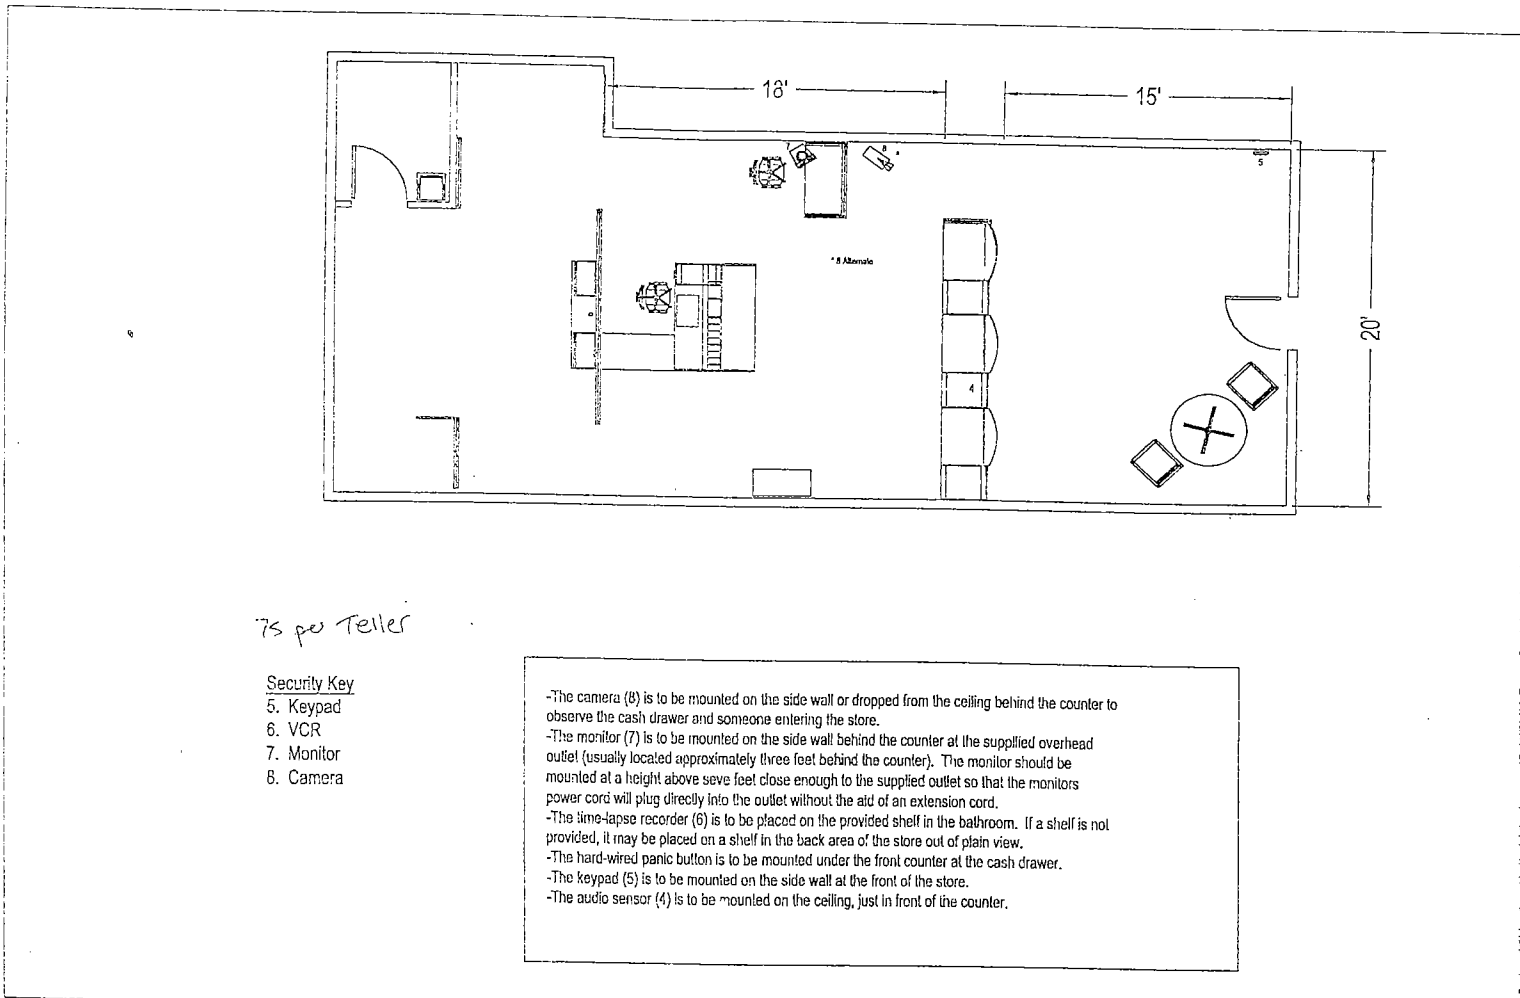 18'
15'
7
8
*
5
* 8 Alternate
20'
4
75 per Teller
Security Key
5. Keypad
6. VCR
7. Monitor
8. Camera
-The camera (8) is to be mounted on the side wall or dropped from the ceiling behind the counter to
observe the cash drawer and someone entering the store.
-The monitor (7) is to be mounted on the side wall behind the counter at the suppllied overhead
outlet (usually located approximately three feet behind the counter).  The monitor should be
mounted at a height above seve feet close enough to the supplied outlet so that the monitors
power cord will plug directly into the outlet without the aid of an extension cord.
-The time-lapse recorder (6) is to be placed on the provided shelf in the bathroom.  If a shelf is not
provided, it may be placed on a shelf in the back area of the store out of plain view.
-The hard-wired panic button is to be mounted under the front counter at the cash drawer.
-The keypad (5) is to be mounted on the side wall at the front of the store.
-The audio sensor (4) is to be mounted on the ceiling, just in front of the counter.